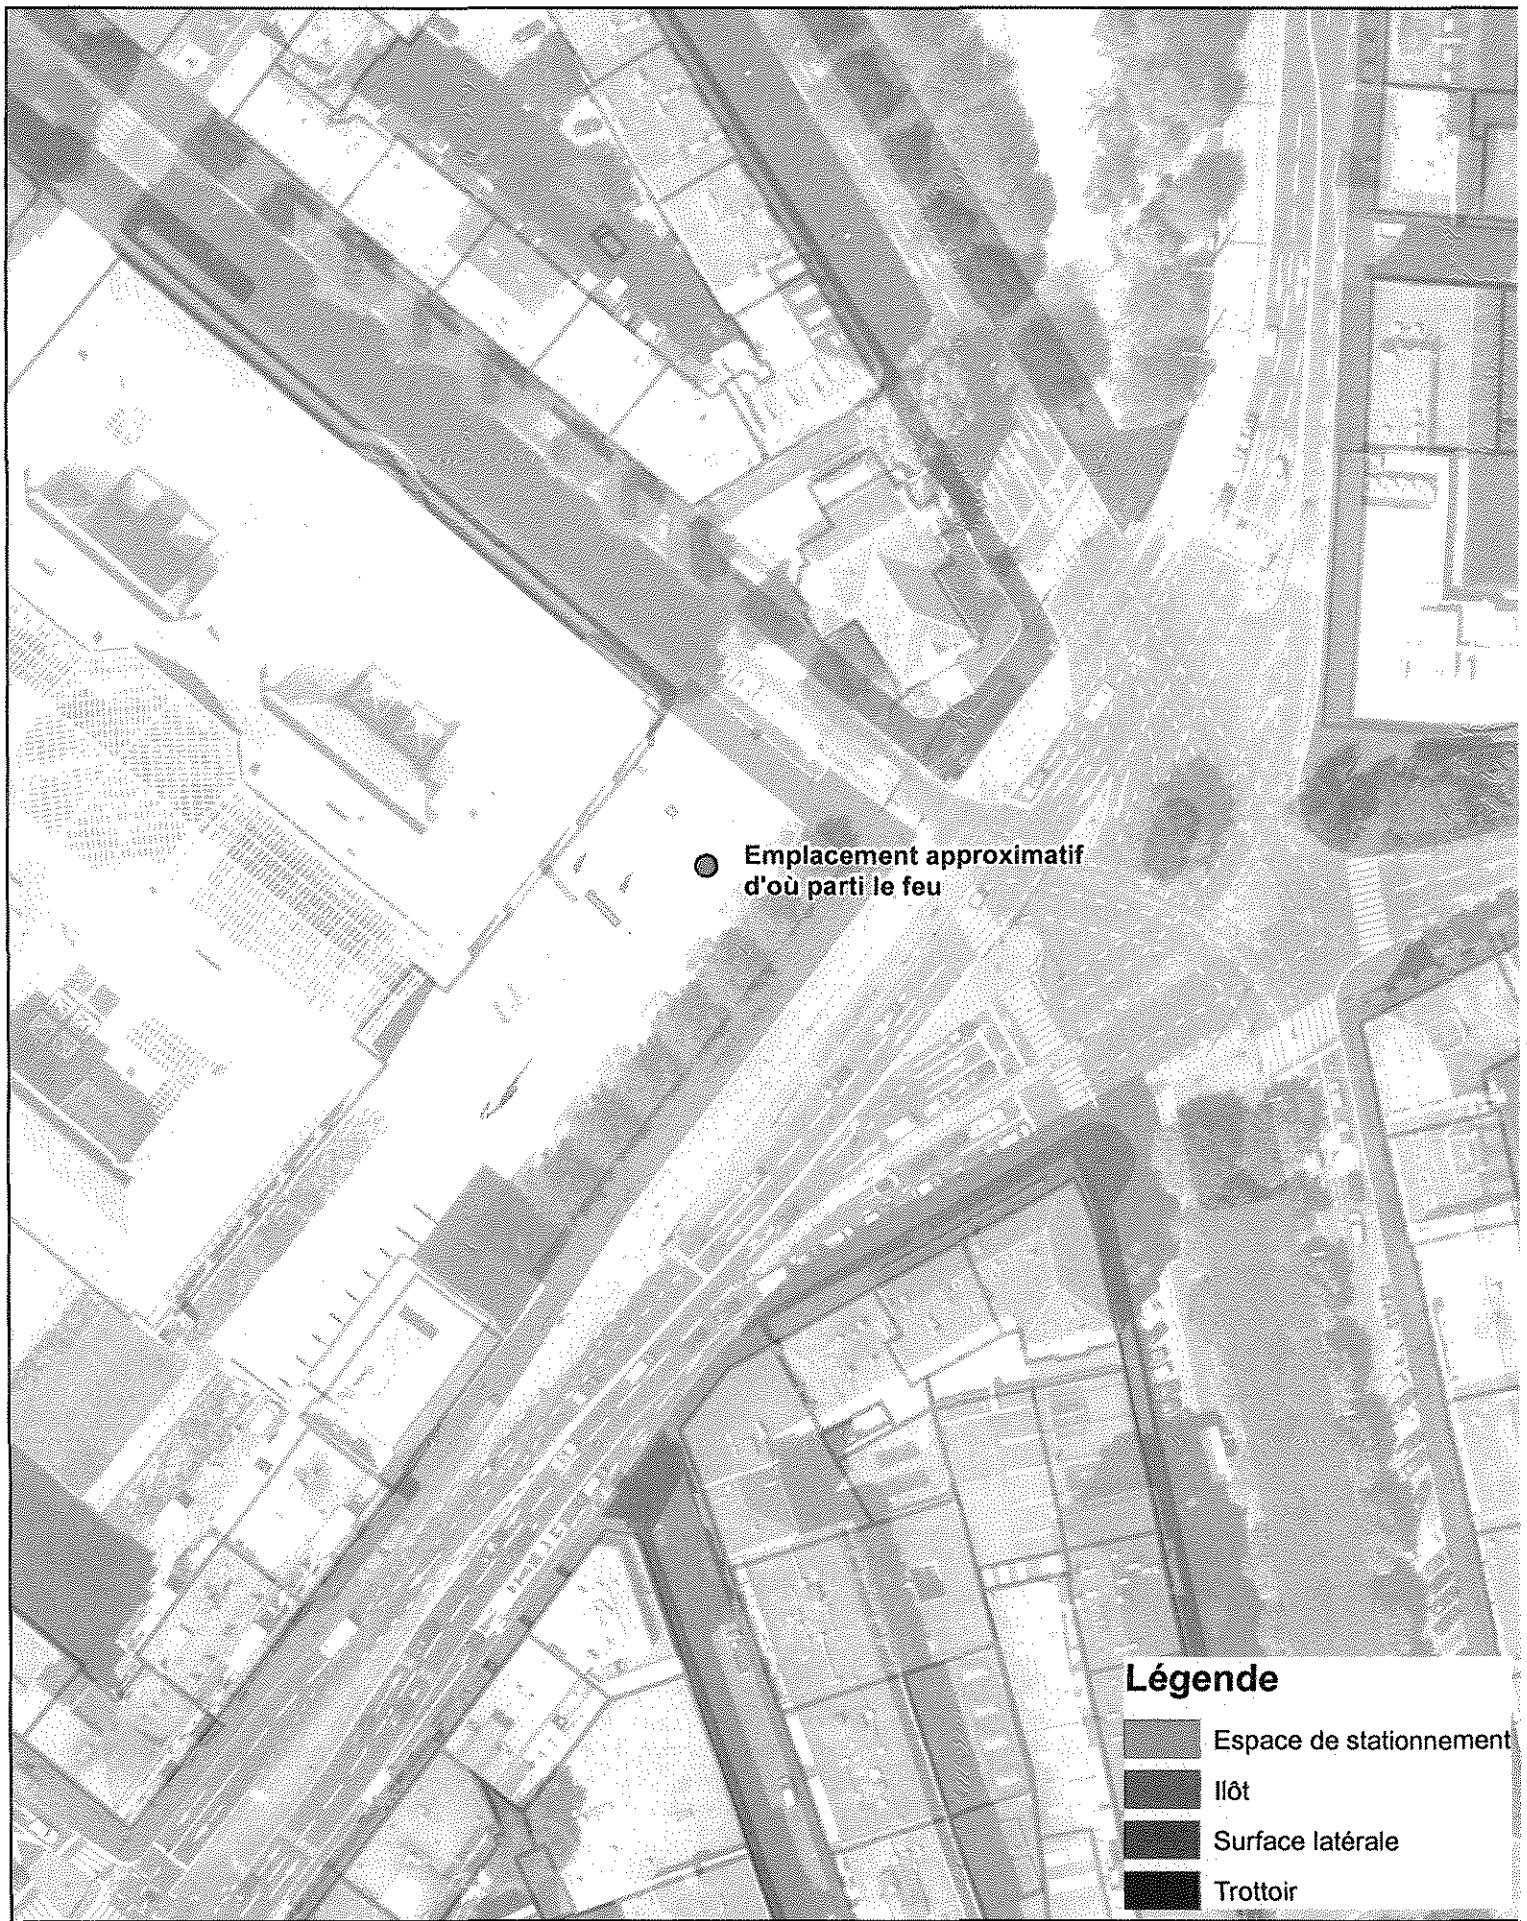 Emplacement approximatif
d'où parti le feu
Légende
Espace de stationnement
Ilôt
Surface latérale
Trottoir